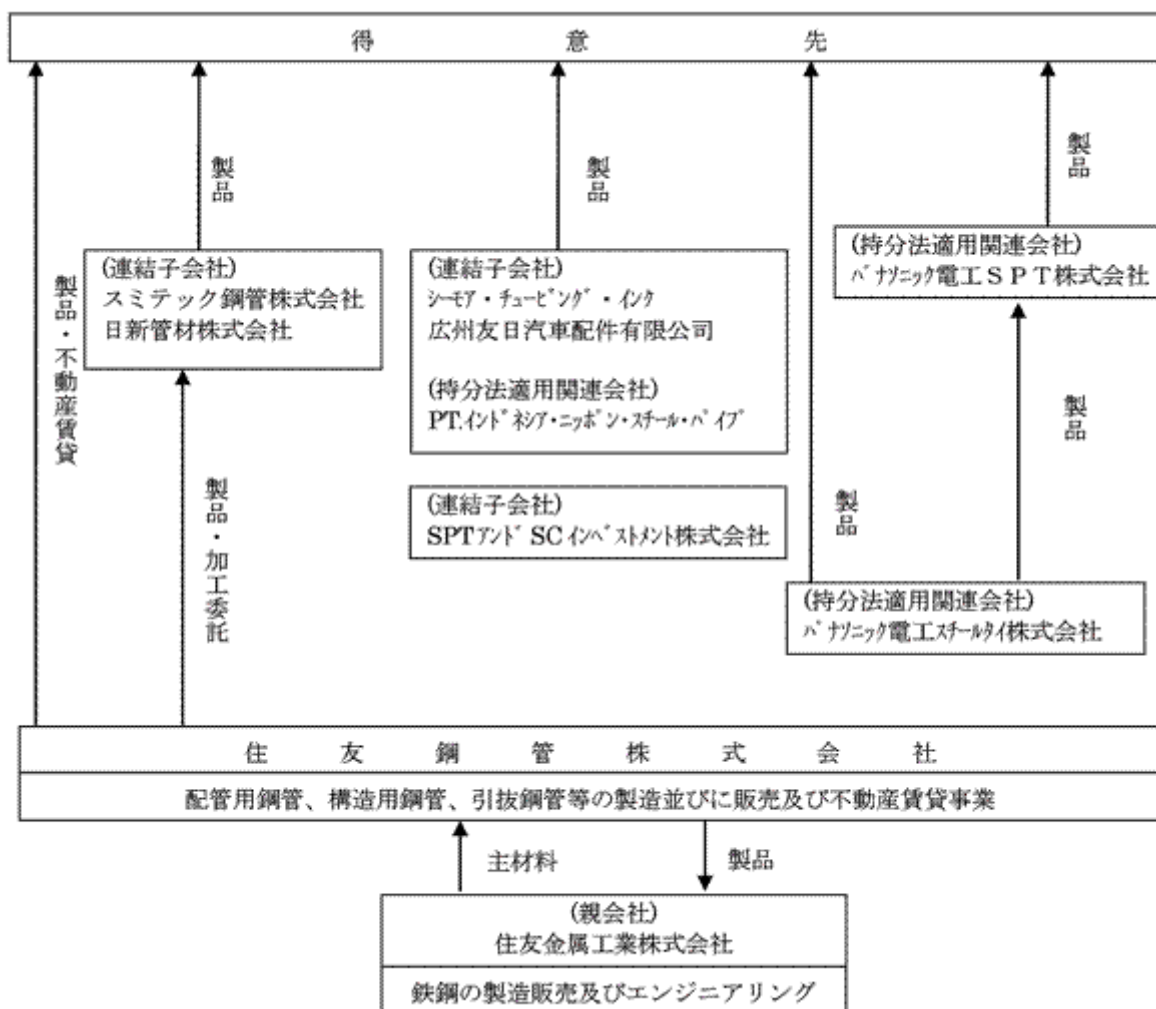 得意先
製品
製品
製品
(持分法適用関連会社)
パナソニック電工ＳＰＴ株式会社
(連結子会社)
スミテック鋼管株式会社
日新管材株式会社
(連結子会社)
ｼｰﾓｱ・ﾁｭｰﾋﾞﾝｸﾞ・ｲﾝｸ
広州友日汽車配件有限公司
(持分法適用関連会社)
PT.ｲﾝﾄﾞﾈｼｱ・ﾆｯﾎﾟﾝ・ｽﾁｰﾙ・ﾊﾟｲﾌﾟ
製品・不動産賃貸
製品
製品・加工委託
(連結子会社)
SPTｱﾝﾄﾞSCｲﾝﾍﾞｽﾄﾒﾝﾄ株式会社
製品
(持分法適用関連会社)
ﾊﾟﾅｿﾆｯｸ電工ｽﾁｰﾙﾀｲ株式会社
住友鋼管株式会社
配管用鋼管、構造用鋼管、引抜鋼管等の製造並びに販売及び不動産賃貸事業
主材料
製品
(親会社)
住友金属工業株式会社
鉄鋼の製造販売及びエンジニアリング